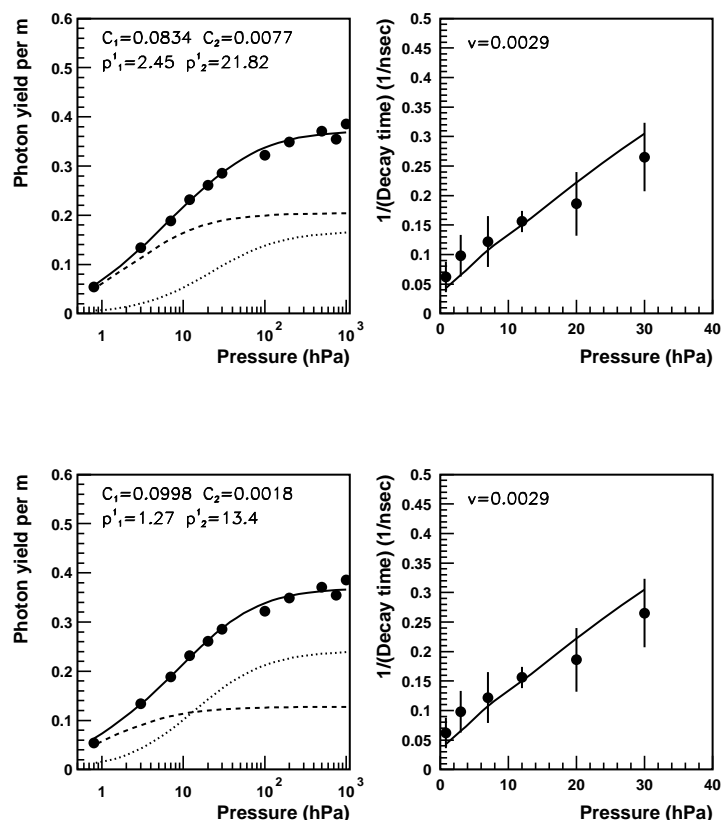 Photon yield per m
0.6
0.5
0.4
0.3
0.2
0.1
0
C₁=0.0834 C₂=0.0077
p'₁=2.45 p'₂=21.82
1 10 10² 10³
Pressure (hPa)
1/(Decay time) (1/nsec)
0.5
0.45
0.4
0.35
0.3
0.25
0.2
0.15
0.1
0.05
0
v=0.0029
0 10 20 30 40
Pressure (hPa)
Photon yield per m
0.6
0.5
0.4
0.3
0.2
0.1
0
C₁=0.0998 C₂=0.0018
p'₁=1.27 p'₂=13.4
1 10 10² 10³
Pressure (hPa)
1/(Decay time) (1/nsec)
0.5
0.45
0.4
0.35
0.3
0.25
0.2
0.15
0.1
0.05
0
v=0.0029
0 10 20 30 40
Pressure (hPa)